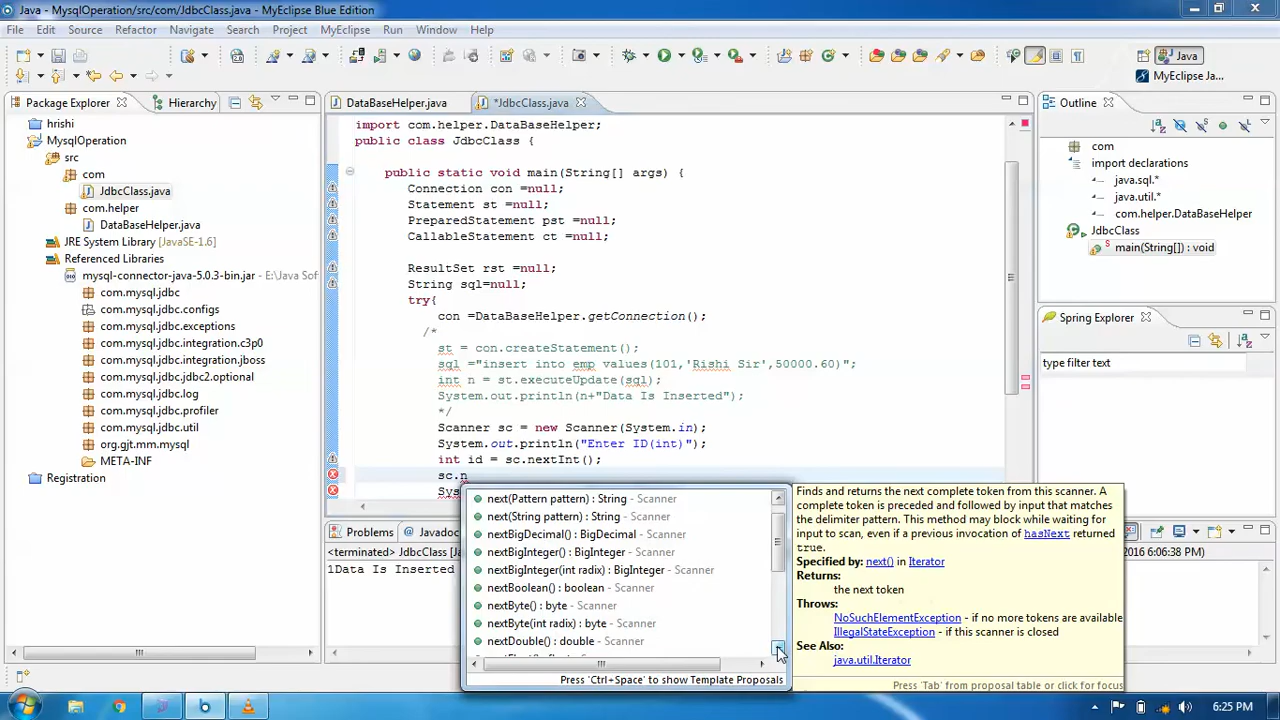 Java - MysqlOperation/src/com/JdbcClass.java - MyEclipse Blue Edition
File Edit Source Refactor Navigate Search Project MyEclipse Run Window Help
Java
MyEclipse Ja...
Package Explorer
Hierarchy
hrishi
MysqlOperation
src
com
JdbcClass.java
com.helper
DataBaseHelper.java
JRE System Library [JavaSE-1.6]
Referenced Libraries
mysql-connector-java-5.0.3-bin.jar - E:\Java Sof
com.mysql.jdbc
com.mysql.jdbc.configs
com.mysql.jdbc.exceptions
com.mysql.jdbc.integration.c3p0
com.mysql.jdbc.integration.jboss
com.mysql.jdbc.jdbc2.optional
com.mysql.jdbc.log
com.mysql.jdbc.profiler
com.mysql.jdbc.util
org.gjt.mm.mysql
META-INF
Registration
DataBaseHelper.java
*JdbcClass.java
import com.helper.DataBaseHelper;
public class JdbcClass {
public static void main(String[] args) {
Connection con =null;
Statement st =null;
PreparedStatement pst =null;
CallableStatement ct =null;
ResultSet rst =null;
String sql=null;
try{
con =DataBaseHelper.getConnection();
/*
st = con.createStatement();
sql ="insert into emp values(101,'Rishi Sir',50000.60)";
int n = st.executeUpdate(sql);
System.out.println(n+"Data Is Inserted");
*/
Scanner sc = new Scanner(System.in);
System.out.println("Enter ID(int)");
int id = sc.nextInt();
sc.n
Sys
next(Pattern pattern) : String - Scanner
next(String pattern) : String - Scanner
nextBigDecimal() : BigDecimal - Scanner
nextBigInteger() : BigInteger - Scanner
nextBigInteger(int radix) : BigInteger - Scanner
nextBoolean() : boolean - Scanner
nextByte() : byte - Scanner
nextByte(int radix) : byte - Scanner
nextDouble() : double - Scanner
Press 'Ctrl+Space' to show Template Proposals
Finds and returns the next complete token from this scanner. A
complete token is preceded and followed by input that matches
the delimiter pattern. This method may block while waiting for
input to scan, even if a previous invocation of hasNext returned
true.
Specified by: next() in Iterator
Returns:
the next token
Throws:
NoSuchElementException - if no more tokens are available
IllegalStateException - if this scanner is closed
See Also:
java.util.Iterator
Press 'Tab' from proposal table or click for focus
Problems
Javadoc
<terminated> JdbcClass [J
2016 6:06:38 PM)
1Data Is Inserted
Outline
com
import declarations
java.sql.*
java.util.*
com.helper.DataBaseHelper
JdbcClass
main(String[]) : void
Spring Explorer
type filter text
6:25 PM